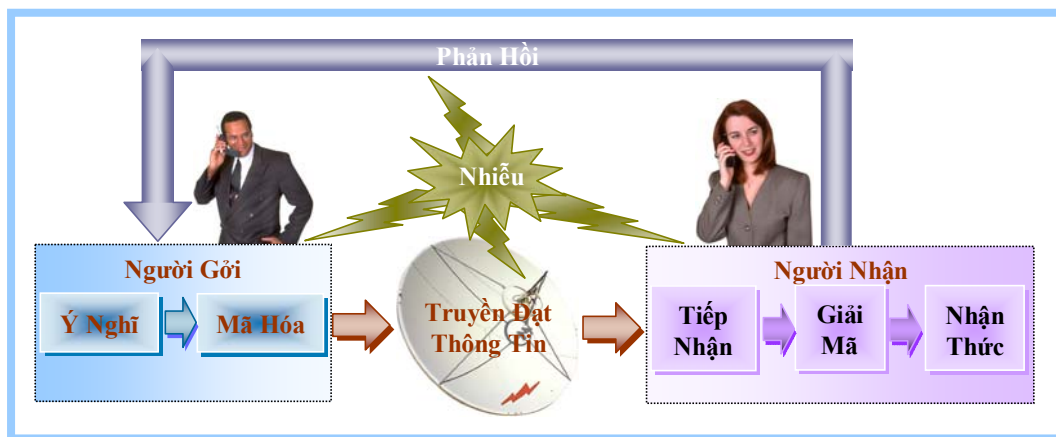 Phản Hồi
Nhiễu
Người Gởi
Ý Nghĩ
Mã Hóa
Truyền Đạt
Thông Tin
Người Nhận
Tiếp
Nhận
Giải
Mã
Nhận
Thức